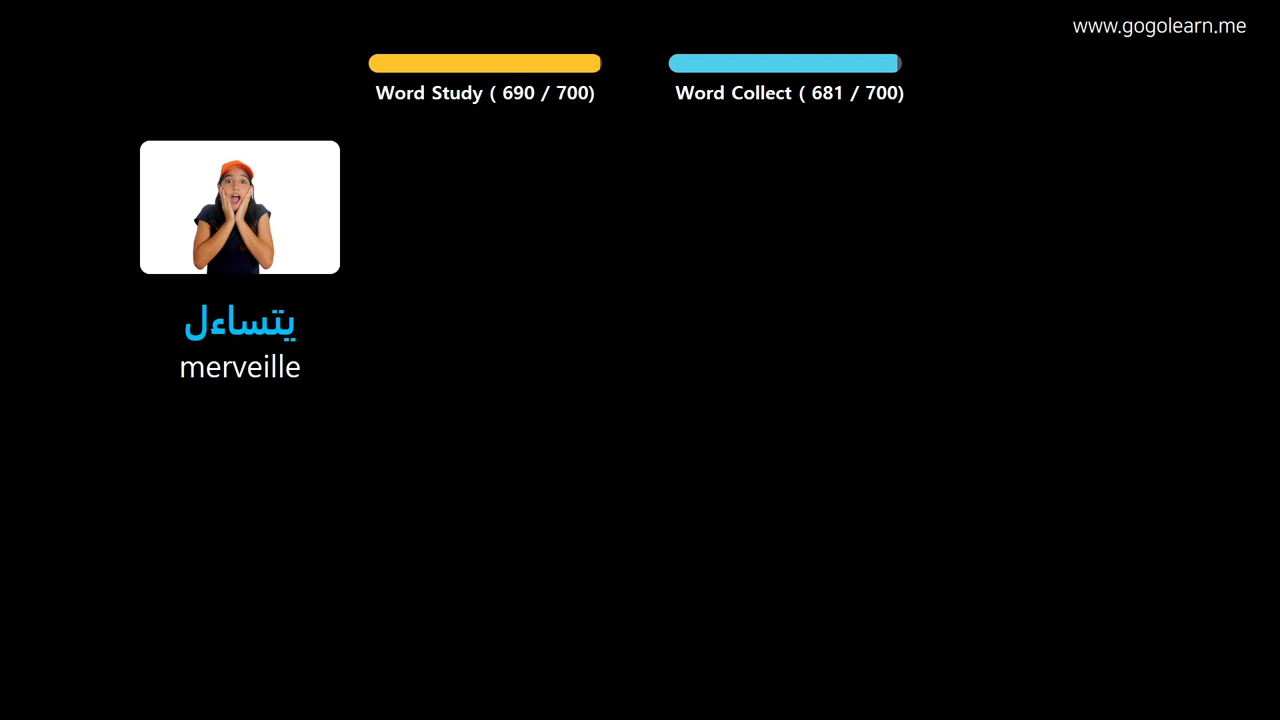 www.gogolearn.me
Word Study ( 690 / 700)
Word Collect ( 681 / 700)
يتساءل
merveille